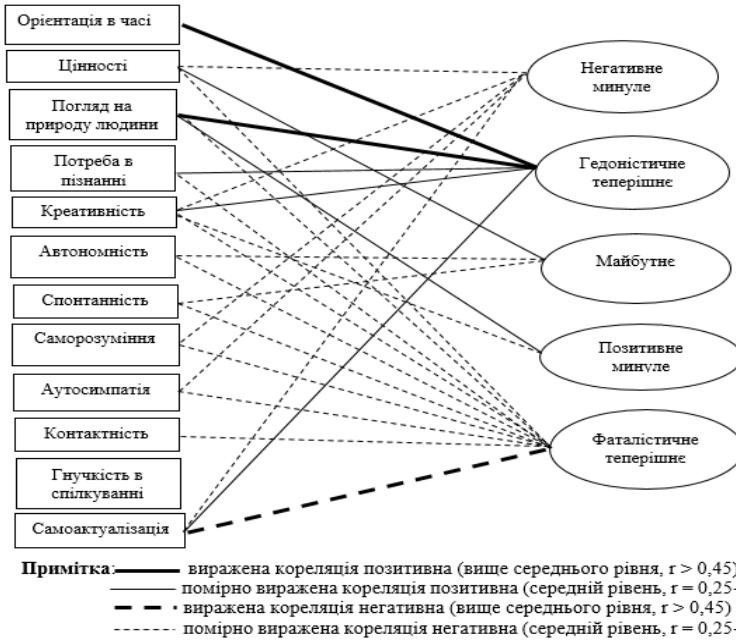 Орієнтація в часі
Цінності
Погляд на
природу людини
Потреба в
пізнанні
Креативність
Автономність
Спонтанність
Саморозуміння
Аутосимпатія
Контактність
Гнучкість в
спілкуванні
Самоактуалізація
Негативне
минуле
Гедоністичне
теперішнє
Майбутнє
Позитивне
минуле
Фаталістичне
теперішнє
Примітка: виражена кореляція позитивна (вище середнього рівня, r > 0,45)
помірно виражена кореляція позитивна (середній рівень, r = 0,25-
виражена кореляція негативна (вище середнього рівня, r > 0,45)
помірно виражена кореляція негативна (середній рівень, r = 0,25-